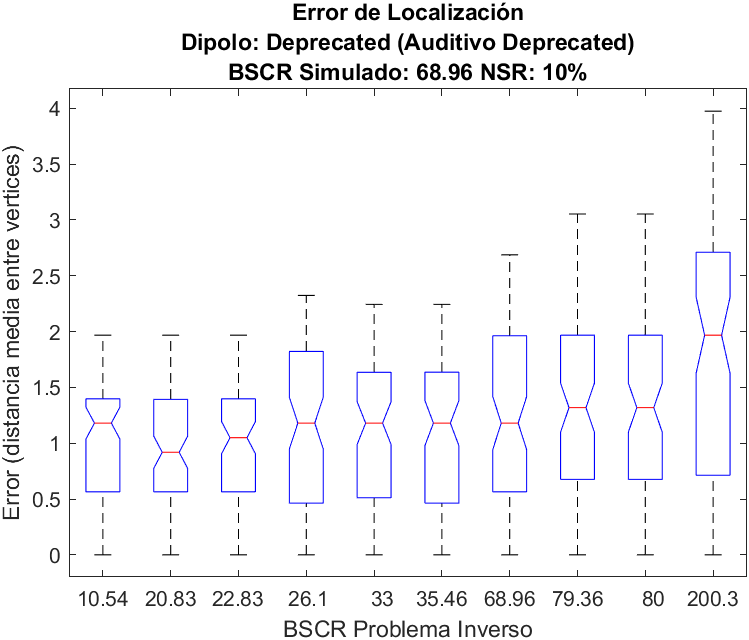 Error de Localización
Dipolo: Deprecated (Auditivo Deprecated)
BSCR Simulado: 68.96 NSR: 10%
Error (distancia media entre vertices)
4
3.5
3
2.5
2
1.5
1
0.5
0
10.54 20.83 22.83 26.1 33 35.46 68.96 79.36 80 200.3
BSCR Problema Inverso